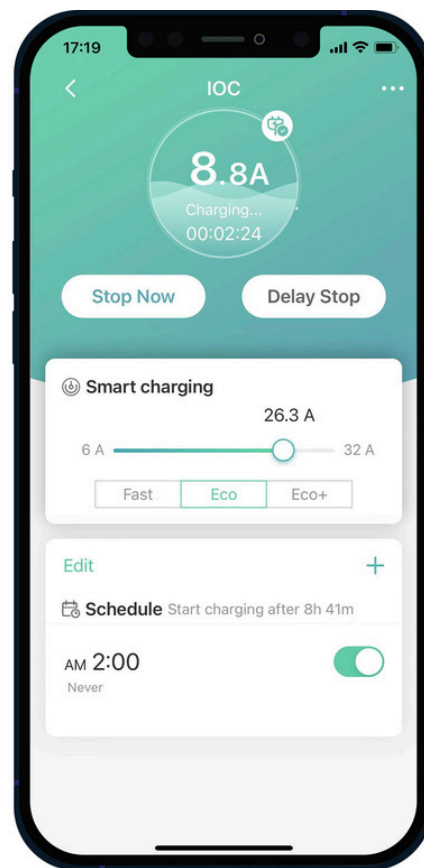 17:19
IOC
8.8A
Charging...
00:02:24
Stop Now
Delay Stop
Smart charging
26.3 A
6 A
32 A
Fast Eco Eco+
Edit
Schedule Start charging after 8h 41m
AM 2:00
Never